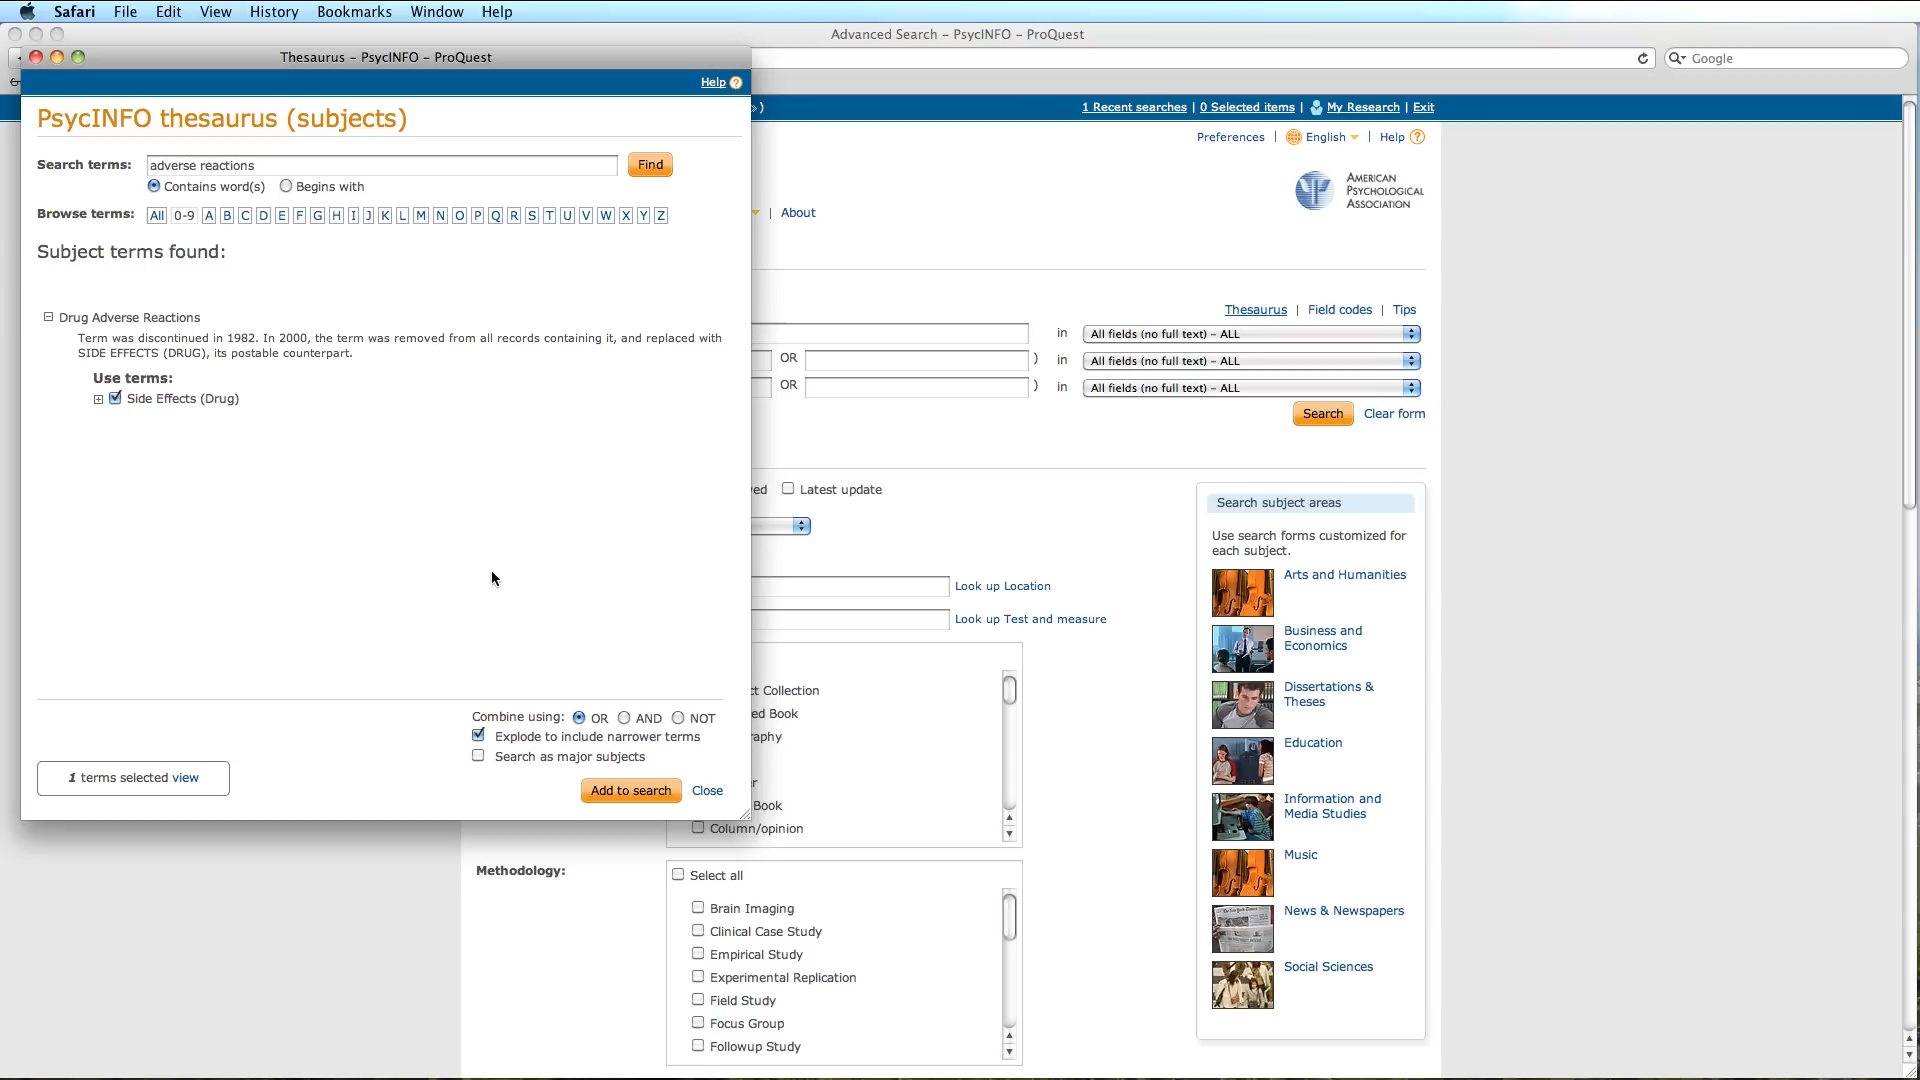 Safari File Edit View History Bookmarks Window Help
Advanced Search – PsycINFO – ProQuest
Google
Thesaurus – PsycINFO – ProQuest
Help ?
PsycINFO thesaurus (subjects)
Search terms: adverse reactions Find
Contains word(s) Begins with
Browse terms: All 0-9 A B C D E F G H I J K L M N O P Q R S T U V W X Y Z
Subject terms found:
Drug Adverse Reactions
Term was discontinued in 1982. In 2000, the term was removed from all records containing it, and replaced with
SIDE EFFECTS (DRUG), its postable counterpart.
Use terms:
Side Effects (Drug)
Combine using: OR AND NOT
Explode to include narrower terms
Search as major subjects
1 terms selected view
Add to search Close
1 Recent searches | 0 Selected items | My Research | Exit
Preferences | English | Help ?
AMERICAN
PSYCHOLOGICAL
ASSOCIATION
| About
Thesaurus | Field codes | Tips
in All fields (no full text) – ALL
OR ) in All fields (no full text) – ALL
OR ) in All fields (no full text) – ALL
Search Clear form
Latest update
Look up Location
Look up Test and measure
Collection
Book
Book
Column/opinion
Methodology: Select all
Brain Imaging
Clinical Case Study
Empirical Study
Experimental Replication
Field Study
Focus Group
Followup Study
Search subject areas
Use search forms customized for
each subject.
Arts and Humanities
Business and
Economics
Dissertations &
Theses
Education
Information and
Media Studies
Music
News & Newspapers
Social Sciences